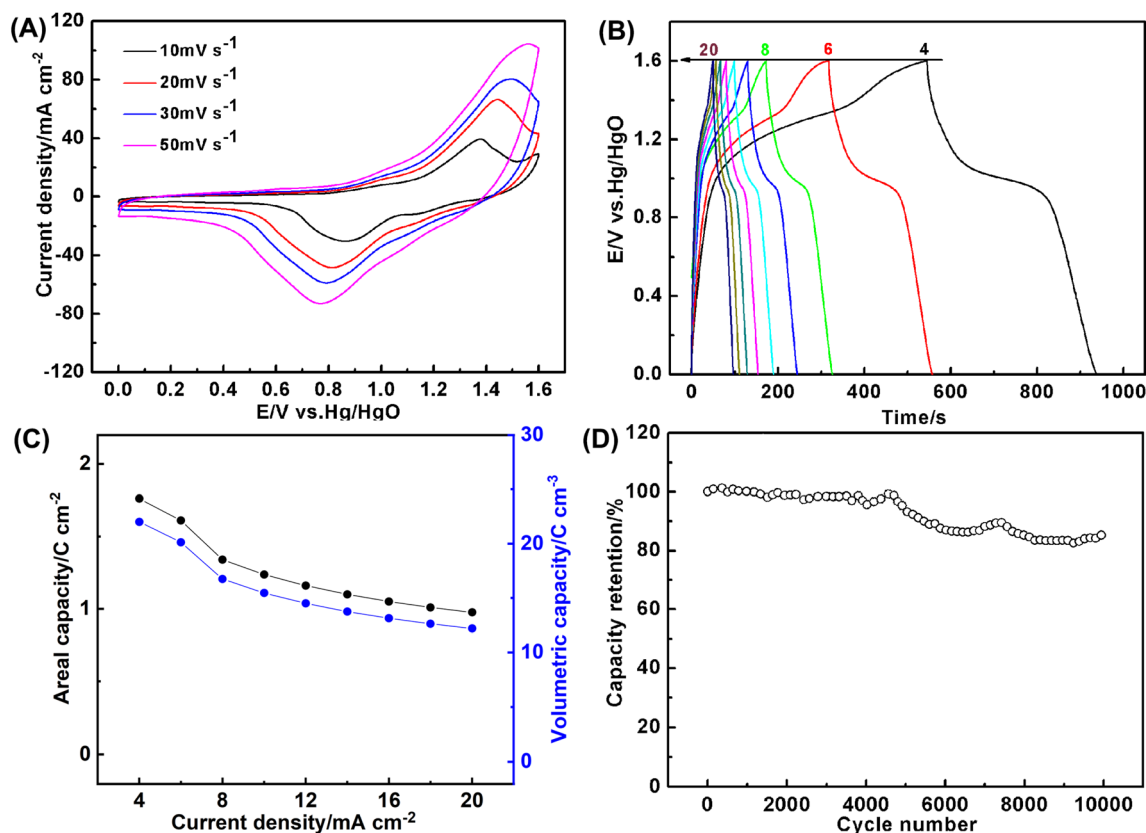 (A)
120
80
40
0
-40
-80
-120
Current density/mA cm⁻²
10mV s⁻¹
20mV s⁻¹
30mV s⁻¹
50mV s⁻¹
0.0 0.2 0.4 0.6 0.8 1.0 1.2 1.4 1.6
E/V vs.Hg/HgO
(B)
20 8 6 4
1.6
1.2
0.8
0.4
0.0
E/V vs.Hg/HgO
0 200 400 600 800 1000
Time/s
(C)
2
1
0
Areal capacity/C cm⁻²
30
20
10
0
Volumetric capacity/C cm⁻³
4 8 12 16 20
Current density/mA cm⁻²
(D)
120
100
80
60
40
20
0
Capacity retention/%
0 2000 4000 6000 8000 10000
Cycle number